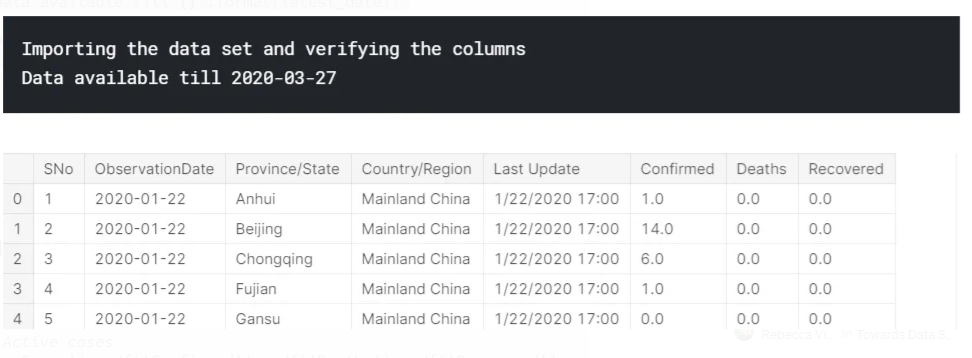 Importing the data set and verifying the columns
Data available till 2020-03-27
SNo ObservationDate Province/State Country/Region Last Update Confirmed Deaths Recovered
0 1 2020-01-22 Anhui Mainland China 1/22/2020 17:00 1.0 0.0 0.0
1 2 2020-01-22 Beijing Mainland China 1/22/2020 17:00 14.0 0.0 0.0
2 3 2020-01-22 Chongqing Mainland China 1/22/2020 17:00 6.0 0.0 0.0
3 4 2020-01-22 Fujian Mainland China 1/22/2020 17:00 1.0 0.0 0.0
4 5 2020-01-22 Gansu Mainland China 1/22/2020 17:00 0.0 0.0 0.0
Active cases